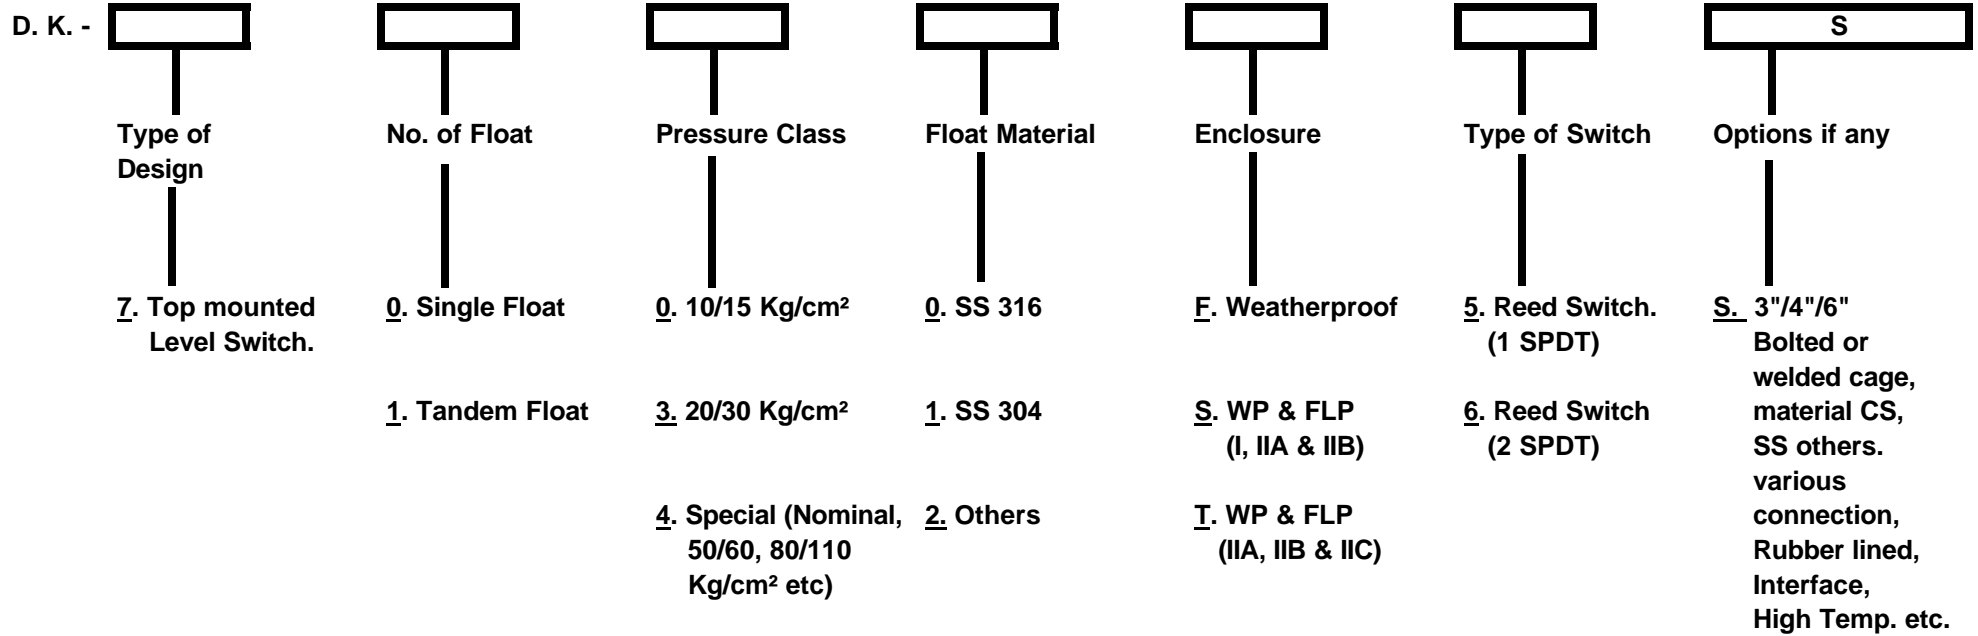 D. K. -
S
Type of
Design
No. of Float
Pressure Class
Float Material
Enclosure
Type of Switch
Options if any
7. Top mounted
Level Switch.
0. Single Float
1. Tandem Float
0. 10/15 Kg/cm²
3. 20/30 Kg/cm²
4. Special (Nominal,
50/60, 80/110
Kg/cm² etc)
0. SS 316
1. SS 304
2. Others
F. Weatherproof
S. WP & FLP
(I, IIA & IIB)
T. WP & FLP
(IIA, IIB & IIC)
5. Reed Switch.
(1 SPDT)
6. Reed Switch
(2 SPDT)
S. 3"/4"/6"
Bolted or
welded cage,
material CS,
SS others.
various
connection,
Rubber lined,
Interface,
High Temp. etc.